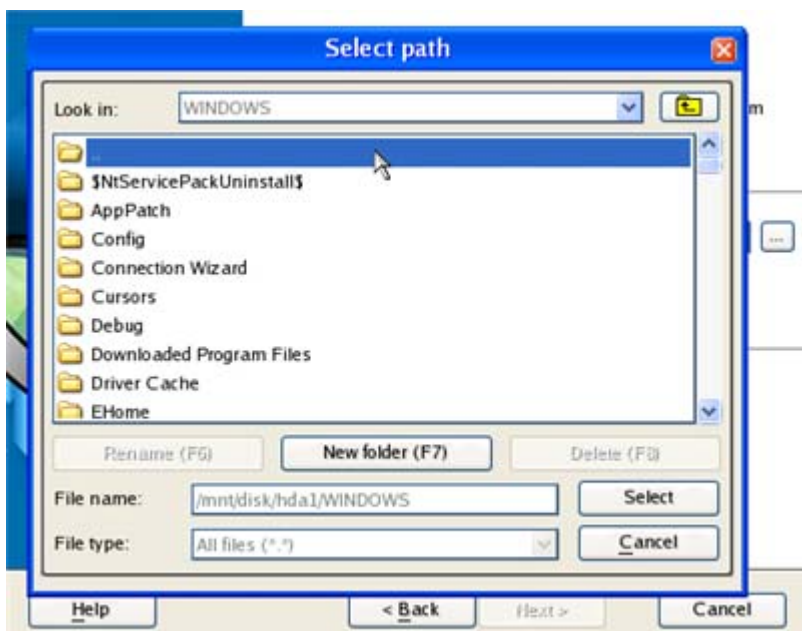 Select path
Look in: WINDOWS
m
..
$NtServicePackUninstall$
AppPatch
Config
...
Connection Wizard
Cursors
Debug
Downloaded Program Files
Driver Cache
EHome
Rename (F6) New folder (F7) Delete (F8)
File name: /mnt/disk/hda1/WINDOWS Select
File type: All files (*.*) Cancel
Help < Back Next > Cancel